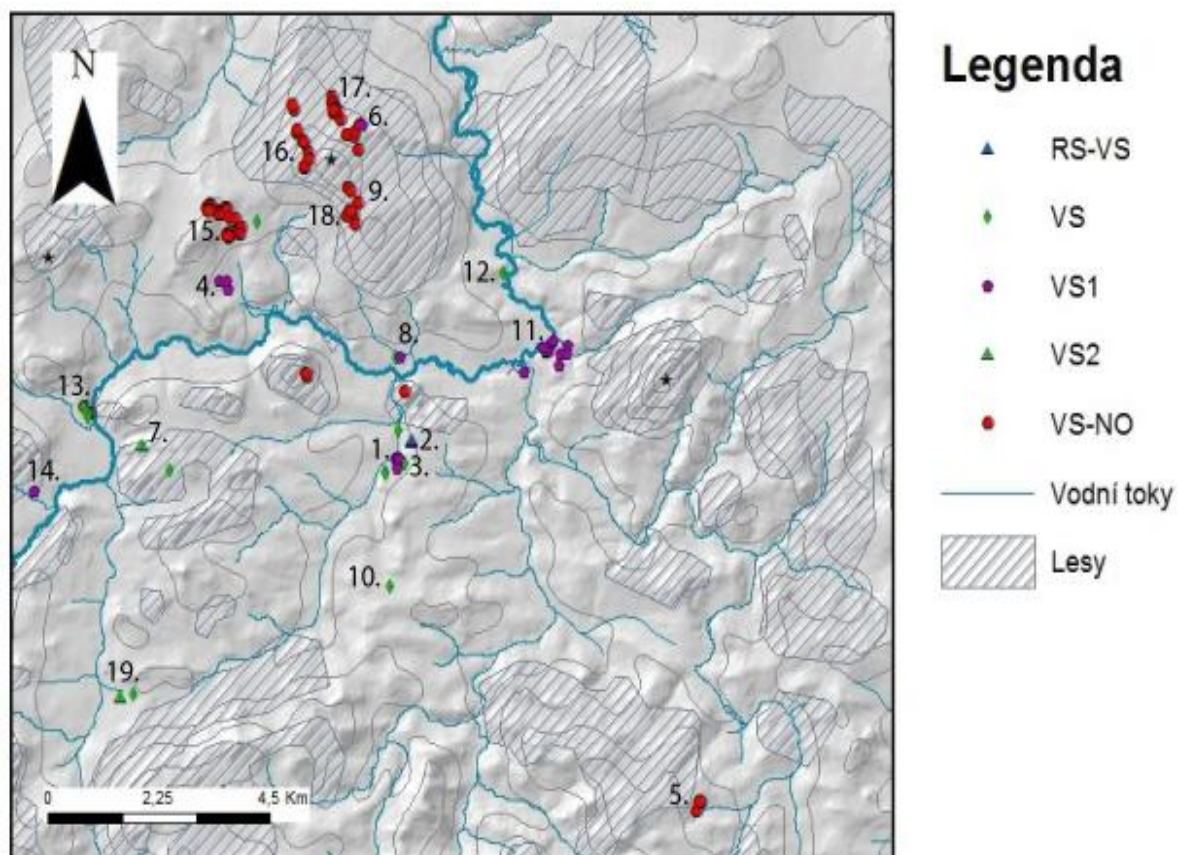 N
17.
6.
16.
9.
18.
15.
4.
12.
11.
8.
13.
7.
1.
2.
3.
14.
10.
19.
5.
0
2,25
4,5 Km
Legenda
RS-VS
VS
VS1
VS2
VS-NO
Vodní toky
Lesy